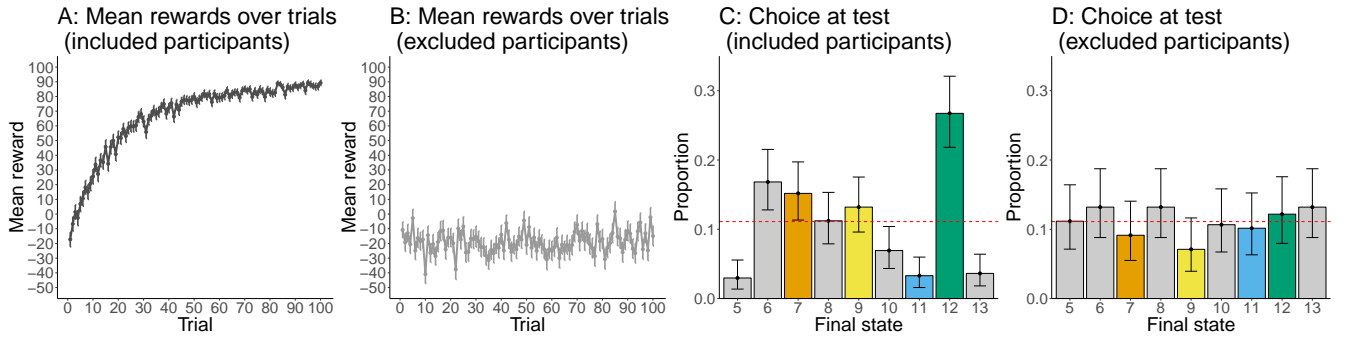 A: Mean rewards over trials
(included participants)
Mean reward
100
90
80
70
60
50
40
30
20
10
0
−10
−20
−30
−40
−50
0 10 20 30 40 50 60 70 80 90 100
Trial
B: Mean rewards over trials
(excluded participants)
Mean reward
100
90
80
70
60
50
40
30
20
10
0
−10
−20
−30
−40
−50
0 10 20 30 40 50 60 70 80 90 100
Trial
C: Choice at test
(included participants)
Proportion
0.3
0.2
0.1
0.0
5 6 7 8 9 10 11 12 13
Final state
D: Choice at test
(excluded participants)
Proportion
0.3
0.2
0.1
0.0
5 6 7 8 9 10 11 12 13
Final state